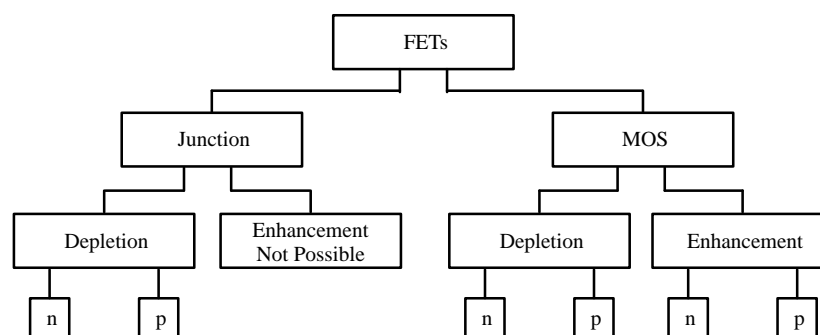 FETs
Junction
MOS
Depletion
Enhancement
Not Possible
Depletion
Enhancement
n
p
n
p
n
p